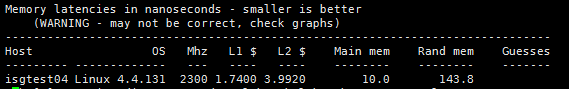 Memory latencies in nanoseconds - smaller is better
    (WARNING - may not be correct, check graphs)
------------------------------------------------------------------------------
Host                 OS   Mhz   L1 $   L2 $    Main mem    Rand mem    Guesses
--------- -------------   ---   ----   ----    --------    --------    -------
isgtest04 Linux 4.4.131  2300 1.7400 3.9920        10.0       143.8